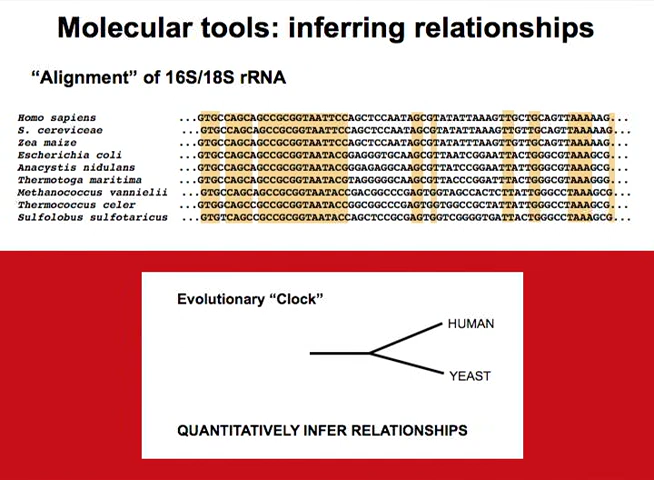 Molecular tools: inferring relationships
“Alignment” of 16S/18S rRNA
Homo sapiens ...GTGCCAGCAGCCGCGGTAATTCCAGCTCCAATAGCGTATATTAAAGTTGCTGCAGTTAAAAAG...
S. cereviceae ...GTGCCAGCAGCCGCGGTAATTCCAGCTCCAATAGCGTATATTAAAGTTGTTGCAGTTAAAAAG...
Zea maize ...GTGCCAGCAGCCGCGGTAATTCCAGCTCCAATAGCGTATATTTAAGTTGTTGCAGTTAAAAAG...
Escherichia coli ...GTGCCAGCAGCCGCGGTAATACGGAGGGTGCAAGCGTTAATCGGAATTACTGGGCGTAAAGCG...
Anacystis nidulans ...GTGCCAGCAGCCGCGGTAATACGGGAGAGGCAAGCGTTATCCGGAATTATTGGGCGTAAAGCG...
Thermotoga maritima ...GTGCCAGCAGCCGCGGTAATACGTAGGGGGCAAGCGTTACCCGGATTTACTGGGCGTAAAGGG...
Methanococcus vannielii ...GTGCCAGCAGCCGCGGTAATACCGACGGCCCGAGTGGTAGCCACTCTTATTGGGCCTAAAGCG...
Thermococcus celer ...GTGGCAGCCGCCGCGGTAATACCGGCGGCCCGAGTGGTGGCCGCTATTATTGGGCCTAAAGCG...
Sulfolobus sulfotaricus ...GTGTCAGCCGCCGCGGTAATACCAGCTCCGCGAGTGGTCGGGGTGATTACTGGGCCTAAAGCG...
Evolutionary “Clock”
HUMAN
YEAST
QUANTITATIVELY INFER RELATIONSHIPS